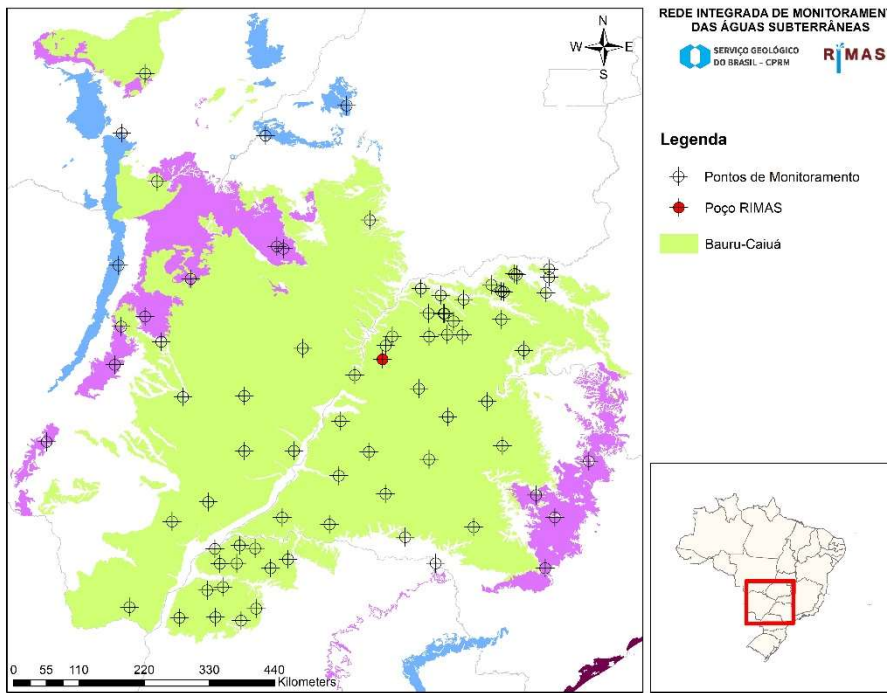 REDE INTEGRADA DE MONITORAMENT
DAS ÁGUAS SUBTERRÂNEAS
SERVIÇO GEOLÓGICO
DO BRASIL – CPRM
RIMAS
Legenda
Pontos de Monitoramento
Poço RIMAS
Bauru-Caiuá
N
W
E
S
0 55 110 220 330 440
Kilometers